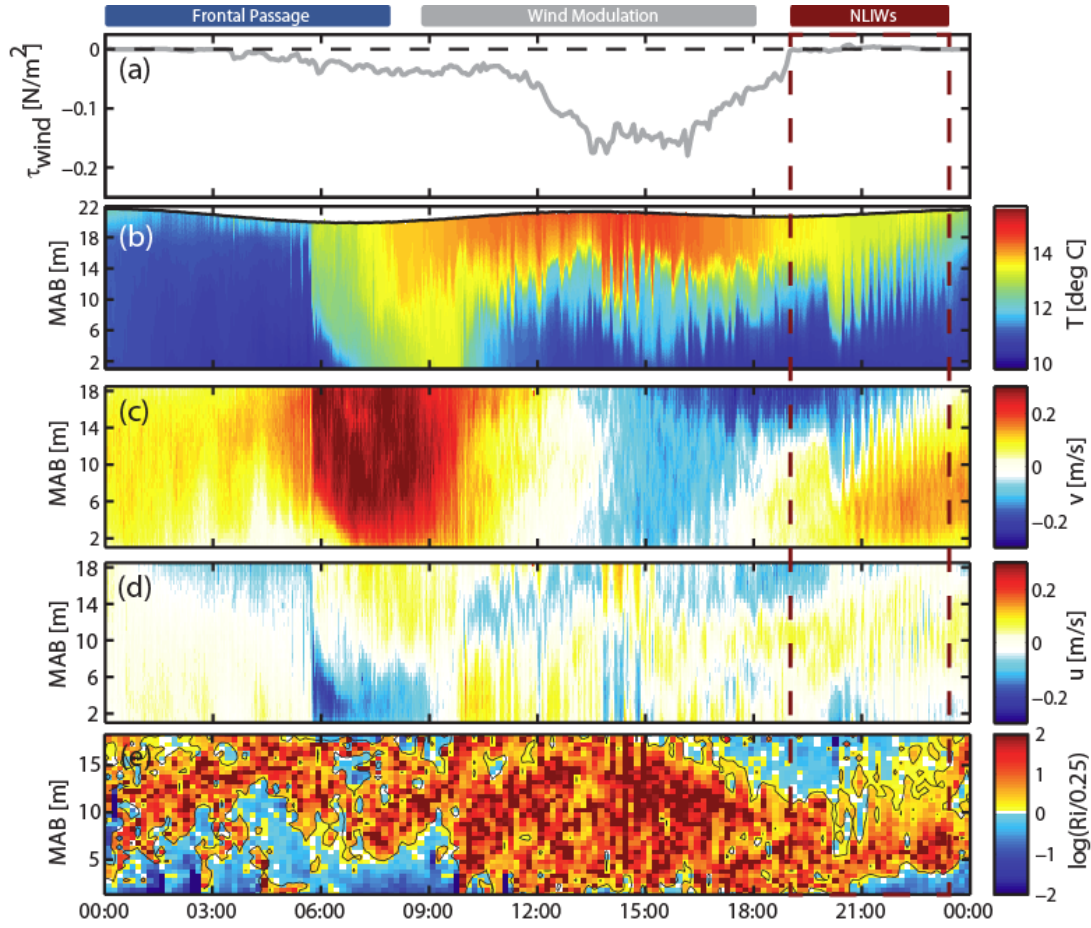 Frontal Passage Wind Modulation NLIWs
(a)
τwind [N/m²]
0
−0.1
−0.2
(b)
MAB [m]
22
18
14
10
6
2
14
12
10
T [deg C]
(c)
MAB [m]
18
14
10
6
2
0.2
0
−0.2
v [m/s]
(d)
MAB [m]
18
14
10
6
2
0.2
0
−0.2
u [m/s]
(e)
MAB [m]
15
10
5
2
1
0
−1
−2
log(Ri/0.25)
00:00 03:00 06:00 09:00 12:00 15:00 18:00 21:00 00:00